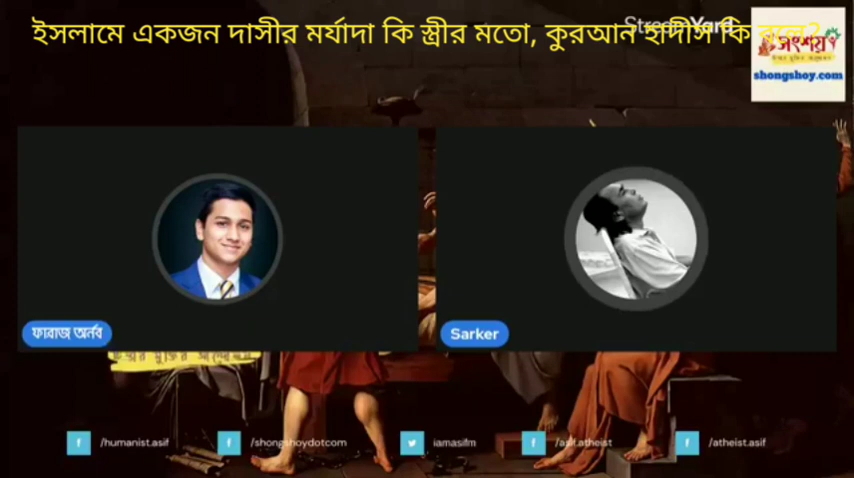 ইসলামে একজন দাসীর মর্যাদা কি স্ত্রীর মতো, কুরআন হাদীস কি বলে?
StreamYard
সংশয়
shongshoy.com
ফারাজ অর্নব
Sarker
/humanist.asif
/shongshoydotcom
iamasifm
/asif.atheist
/atheist.asif